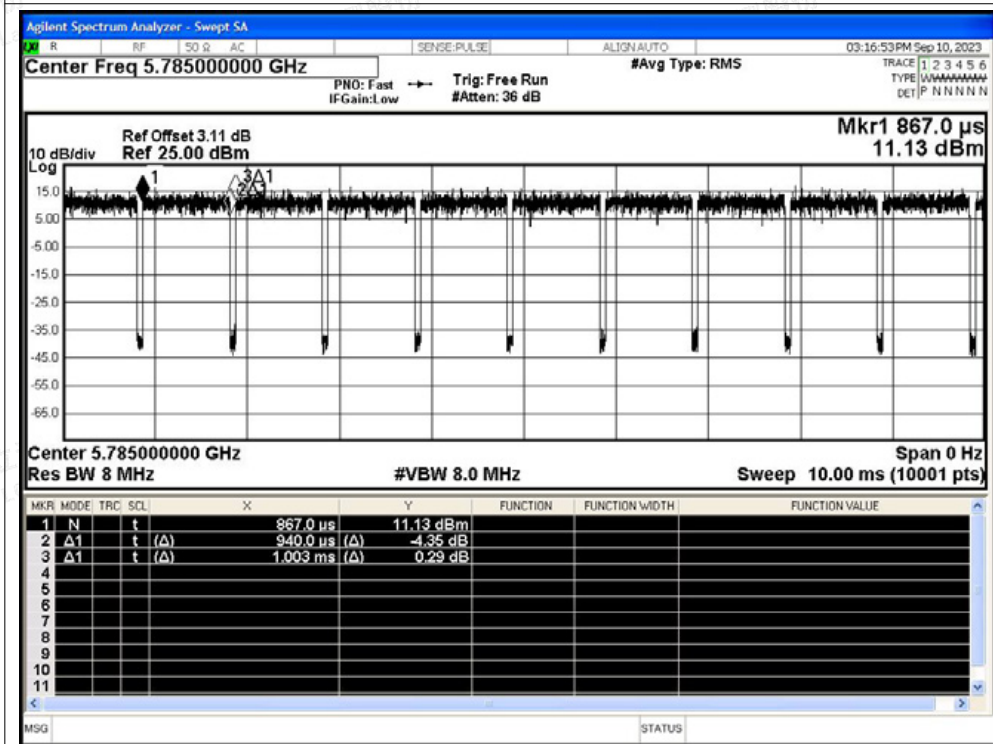 Agilent Spectrum Analyzer - Swept SA
LXI R RF 50 Ω AC SENSE:PULSE ALIGN AUTO 03:16:53 PM Sep 10, 2023
Center Freq 5.785000000 GHz #Avg Type: RMS TRACE 1 2 3 4 5 6
PNO: Fast Trig: Free Run TYPE WWWWWW
IFGain:Low #Atten: 36 dB DET P N N N N N
Mkr1 867.0 µs
11.13 dBm
Ref Offset 3.11 dB
10 dB/div Ref 25.00 dBm
Log
1 3Δ1
15.0
5.00
-5.00
-15.0
-25.0
-35.0
-45.0
-55.0
-65.0
Center 5.785000000 GHz Span 0 Hz
Res BW 8 MHz #VBW 8.0 MHz Sweep 10.00 ms (10001 pts)
MKR MODE TRC SCL X Y FUNCTION FUNCTION WIDTH FUNCTION VALUE
1 N t 867.0 µs 11.13 dBm
2 Δ1 t (Δ) 940.0 µs (Δ) -4.35 dB
3 Δ1 t (Δ) 1.003 ms (Δ) 0.29 dB
4
5
6
7
8
9
10
11
MSG STATUS